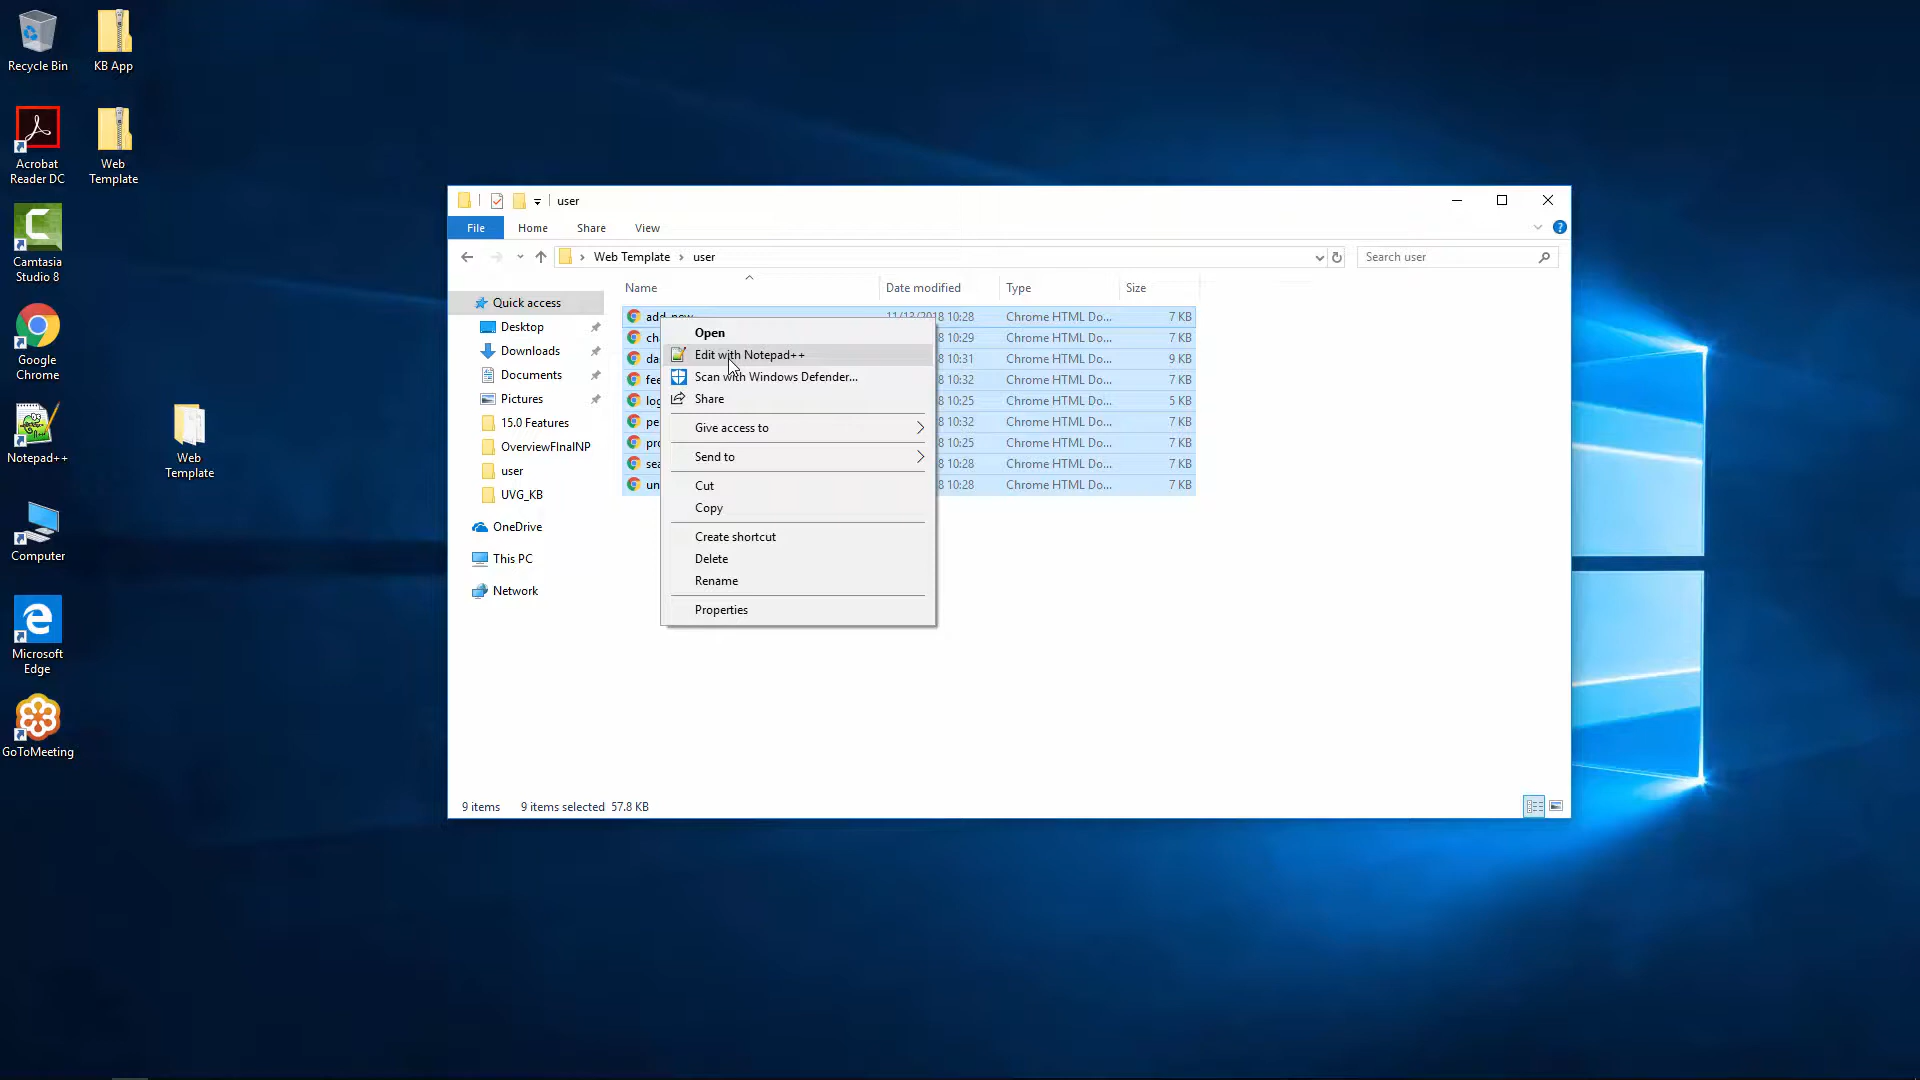 Recycle Bin
KB App
Acrobat
Reader DC
Web
Template
Camtasia
Studio 8
Google
Chrome
Notepad++
Web
Template
Computer
Microsoft
Edge
GoToMeeting
user
File
Home
Share
View
Web Template
user
Search user
Quick access
Desktop
Downloads
Documents
Pictures
15.0 Features
OverviewFInalNP
user
UVG_KB
OneDrive
This PC
Network
Name
Date modified
Type
Size
11/13/2018 10:28 Chrome HTML Do... 7 KB
ch 8 10:29 Chrome HTML Do... 7 KB
da 8 10:31 Chrome HTML Do... 9 KB
fee 8 10:32 Chrome HTML Do... 7 KB
log 8 10:25 Chrome HTML Do... 5 KB
pe 8 10:32 Chrome HTML Do... 7 KB
pro 8 10:25 Chrome HTML Do... 7 KB
sea 8 10:28 Chrome HTML Do... 7 KB
un 8 10:28 Chrome HTML Do... 7 KB
Open
Edit with Notepad++
Scan with Windows Defender...
Share
Give access to
Send to
Cut
Copy
Create shortcut
Delete
Rename
Properties
9 items 9 items selected 57.8 KB